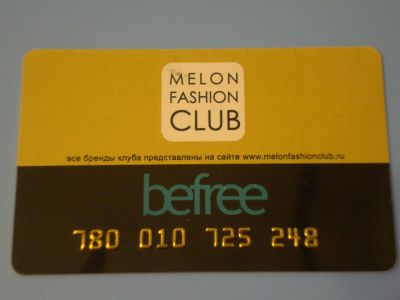 MELON
FASHION
CLUB
все бренды клуба представлены на сайте www.melonfashionclub.ru
befree
780 010 725 248